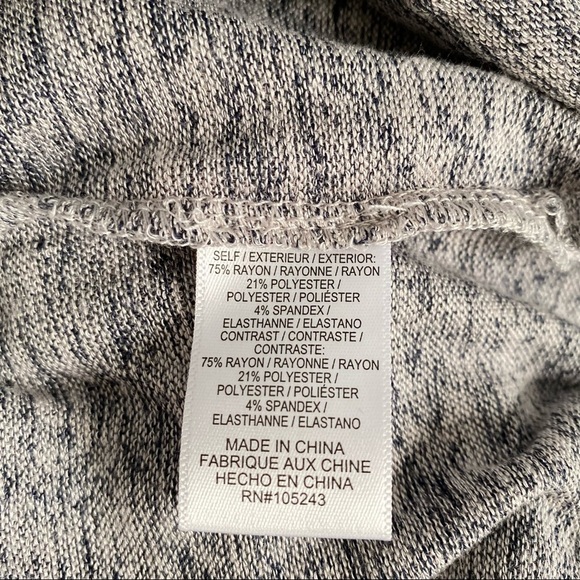 SELF / EXTERIEUR / EXTERIOR:
75% RAYON / RAYONNE / RAYON
21% POLYESTER /
POLYESTER / POLIÉSTER
4% SPANDEX /
ELASTHANNE / ELASTANO
CONTRAST / CONTRASTE /
CONTRASTE:
75% RAYON / RAYONNE / RAYON
21% POLYESTER /
POLYESTER / POLIÉSTER
4% SPANDEX /
ELASTHANNE / ELASTANO
MADE IN CHINA
FABRIQUE AUX CHINE
HECHO EN CHINA
RN#105243